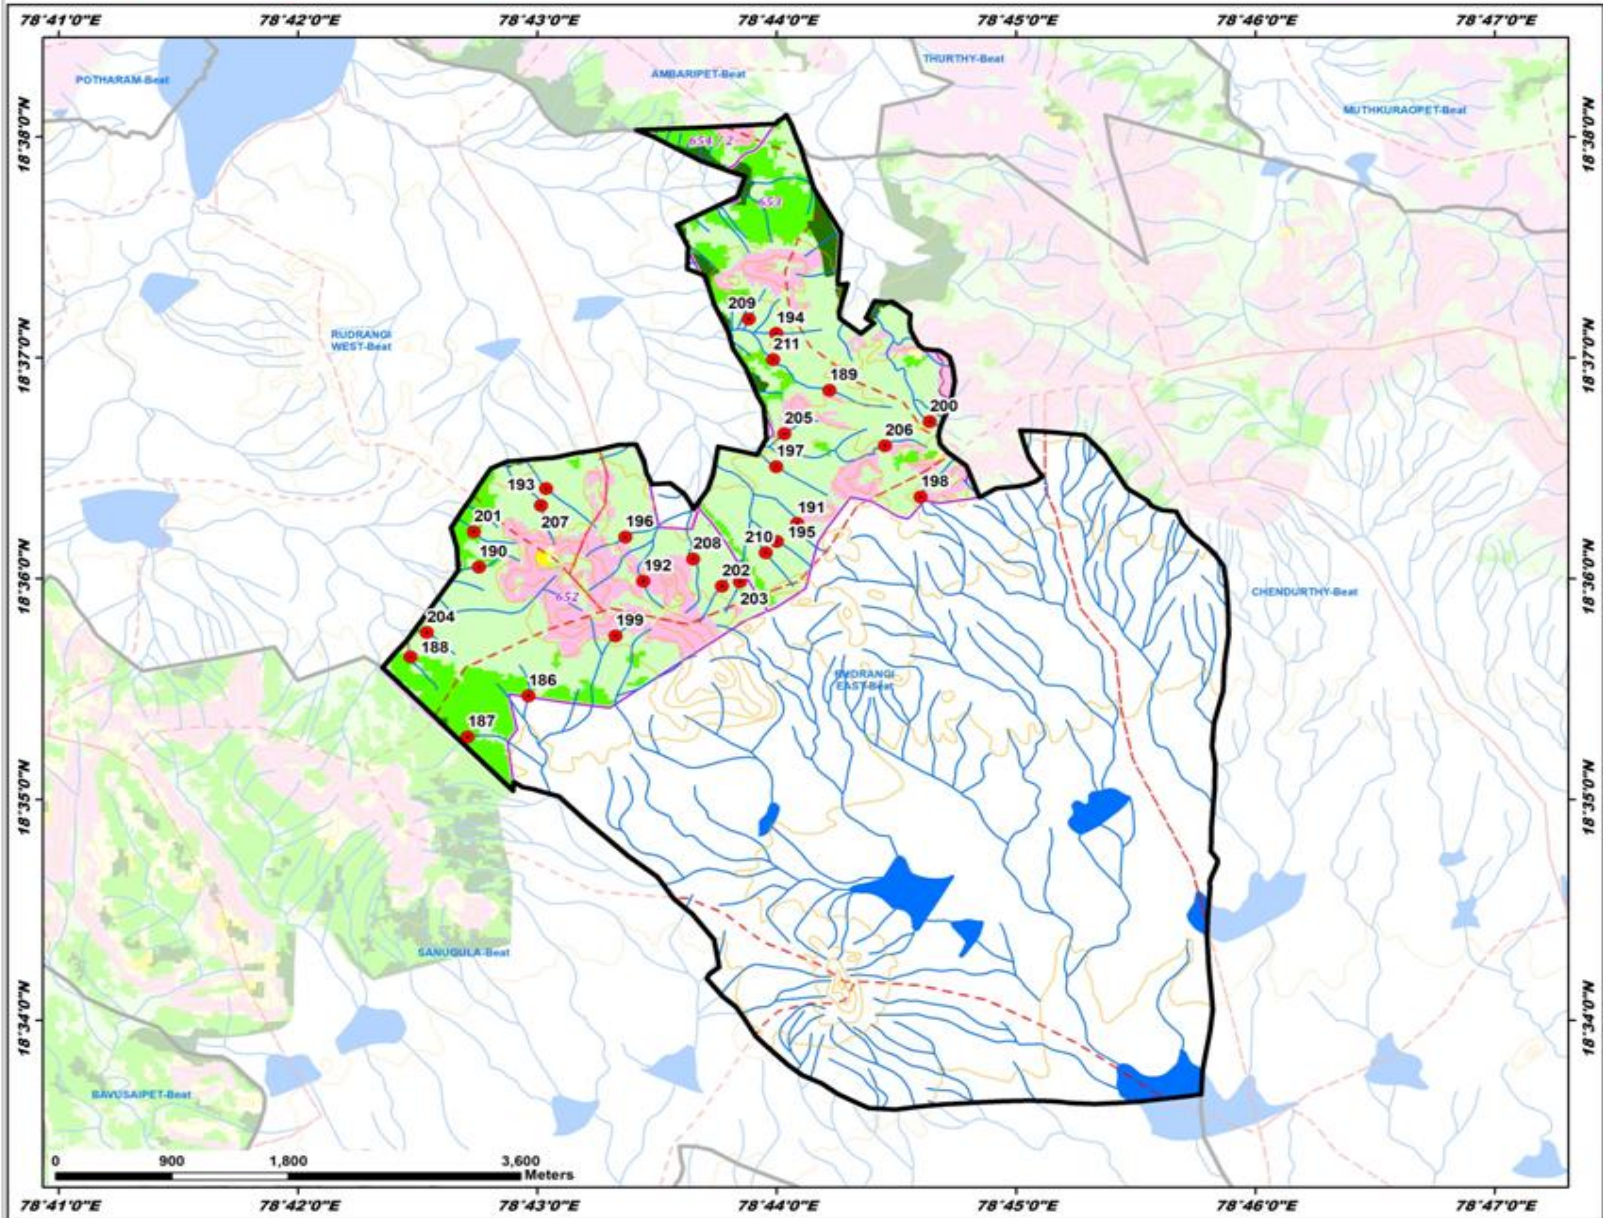 78°41'0"E 78°42'0"E 78°43'0"E 78°44'0"E 78°45'0"E 78°46'0"E 78°47'0"E
THURTHY-Beat
AMBARIPET-Beat
POTHARAM-Beat
MUTHKURAOPET-Beat
18°38'0"N 18°38'0"N
654 / 2
653
209
194
RUDRANGI
WEST-Beat
211
18°37'0"N 18°37'0"N
189
200
205
206
197
193
198
191
201
207
196
195
210
208
190
192
202
18°36'0"N 18°36'0"N
CHENDURTHY-Beat
652
203
204
199
188
RUDRANGI
EAST-Beat
186
187
18°35'0"N 18°35'0"N
SANUGULA-Beat
18°34'0"N 18°34'0"N
BAVUSAIPET-Beat
0 900 1,800 3,600
Meters
78°41'0"E 78°42'0"E 78°43'0"E 78°44'0"E 78°45'0"E 78°46'0"E 78°47'0"E